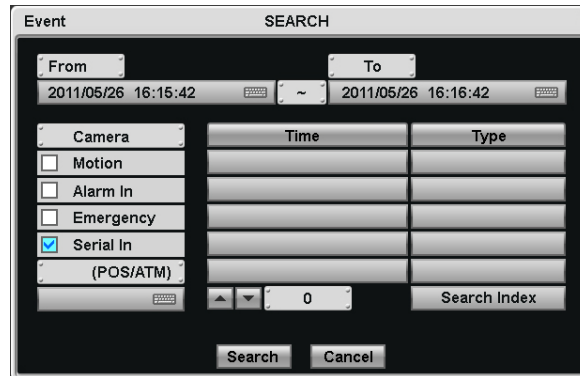 Event SEARCH
From To
2011/05/26 16:15:42 ~ 2011/05/26 16:16:42
Camera Time Type
Motion
Alarm In
Emergency
Serial In
(POS/ATM)
0 Search Index
Search Cancel